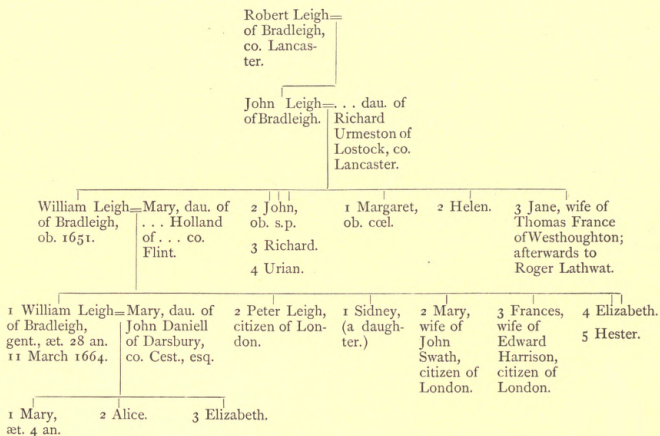 Robert Leigh=
of Bradleigh,
co. Lancas-
ter.
John Leigh=. . . dau. of
of Bradleigh. Richard
Urmeston of
Lostock, co.
Lancaster.
William Leigh=Mary, dau. of
of Bradleigh, . . . Holland
ob. 1651. of . . . co.
Flint.
2 John,
ob. s.p.
3 Richard.
4 Urian.
1 Margaret,
ob. cœl.
2 Helen.
3 Jane, wife of
Thomas France
of Westhoughton;
afterwards to
Roger Lathwat.
1 William Leigh=Mary, dau. of
of Bradleigh, John Daniell
gent., æt. 28 an. of Darsbury,
11 March 1664. co. Cest., esq.
2 Peter Leigh,
citizen of Lon-
don.
1 Sidney,
(a daugh-
ter.)
2 Mary,
wife of
John
Swath,
citizen of
London.
3 Frances,
wife of
Edward
Harrison,
citizen of
London.
4 Elizabeth.
5 Hester.
1 Mary,
æt. 4 an.
2 Alice.
3 Elizabeth.